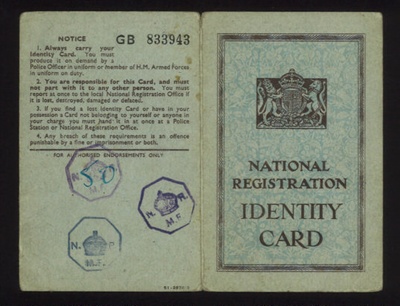 NOTICE
GB 833943
1. Always carry your
Identity Card. You must
produce it on demand by a
Police Officer in uniform or member of H.M. Armed Forces
in uniform on duty.
2. You are responsible for this Card, and must
not part with it to any other person. You must
report at once to the local National Registration Office if
it is lost, destroyed, damaged or defaced.
3. If you find a lost Identity Card or have in your
possession a Card not belonging to yourself or anyone in
your charge you must hand it in at once at a Police
Station or National Registration Office.
4. Any breach of these requirements is an offence
punishable by a fine or imprisonment or both.
FOR AUTHORISED ENDORSEMENTS ONLY
N.
N. R.
M.F.
N. R.
M.F.
NATIONAL
REGISTRATION
IDENTITY
CARD